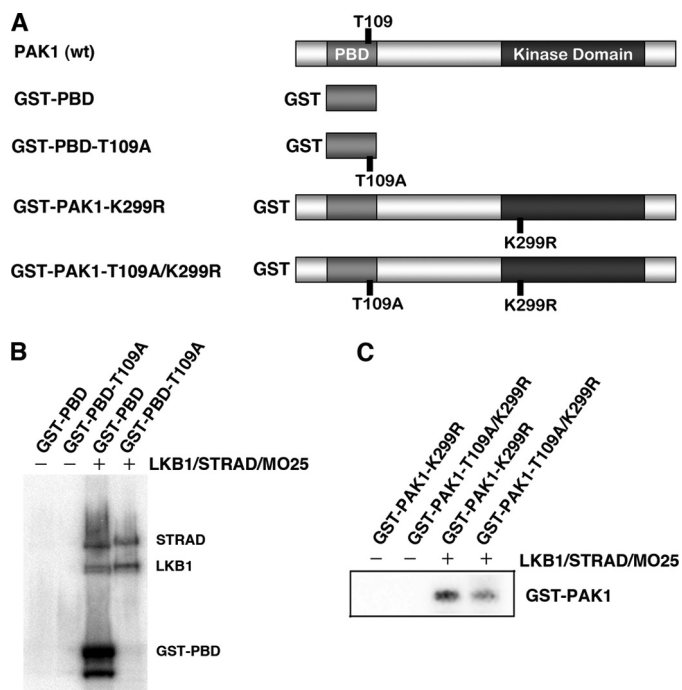 A
T109
PAK1 (wt)
PBD
Kinase Domain
GST-PBD
GST
GST-PBD-T109A
GST
T109A
GST-PAK1-K299R
GST
K299R
GST-PAK1-T109A/K299R
GST
T109A
K299R
B
GST-PBD
GST-PBD-T109A
GST-PBD
GST-PBD-T109A
− − + + LKB1/STRAD/MO25
STRAD
LKB1
GST-PBD
C
GST-PAK1-K299R
GST-PAK1-T109A/K299R
GST-PAK1-K299R
GST-PAK1-T109A/K299R
− − + + LKB1/STRAD/MO25
GST-PAK1